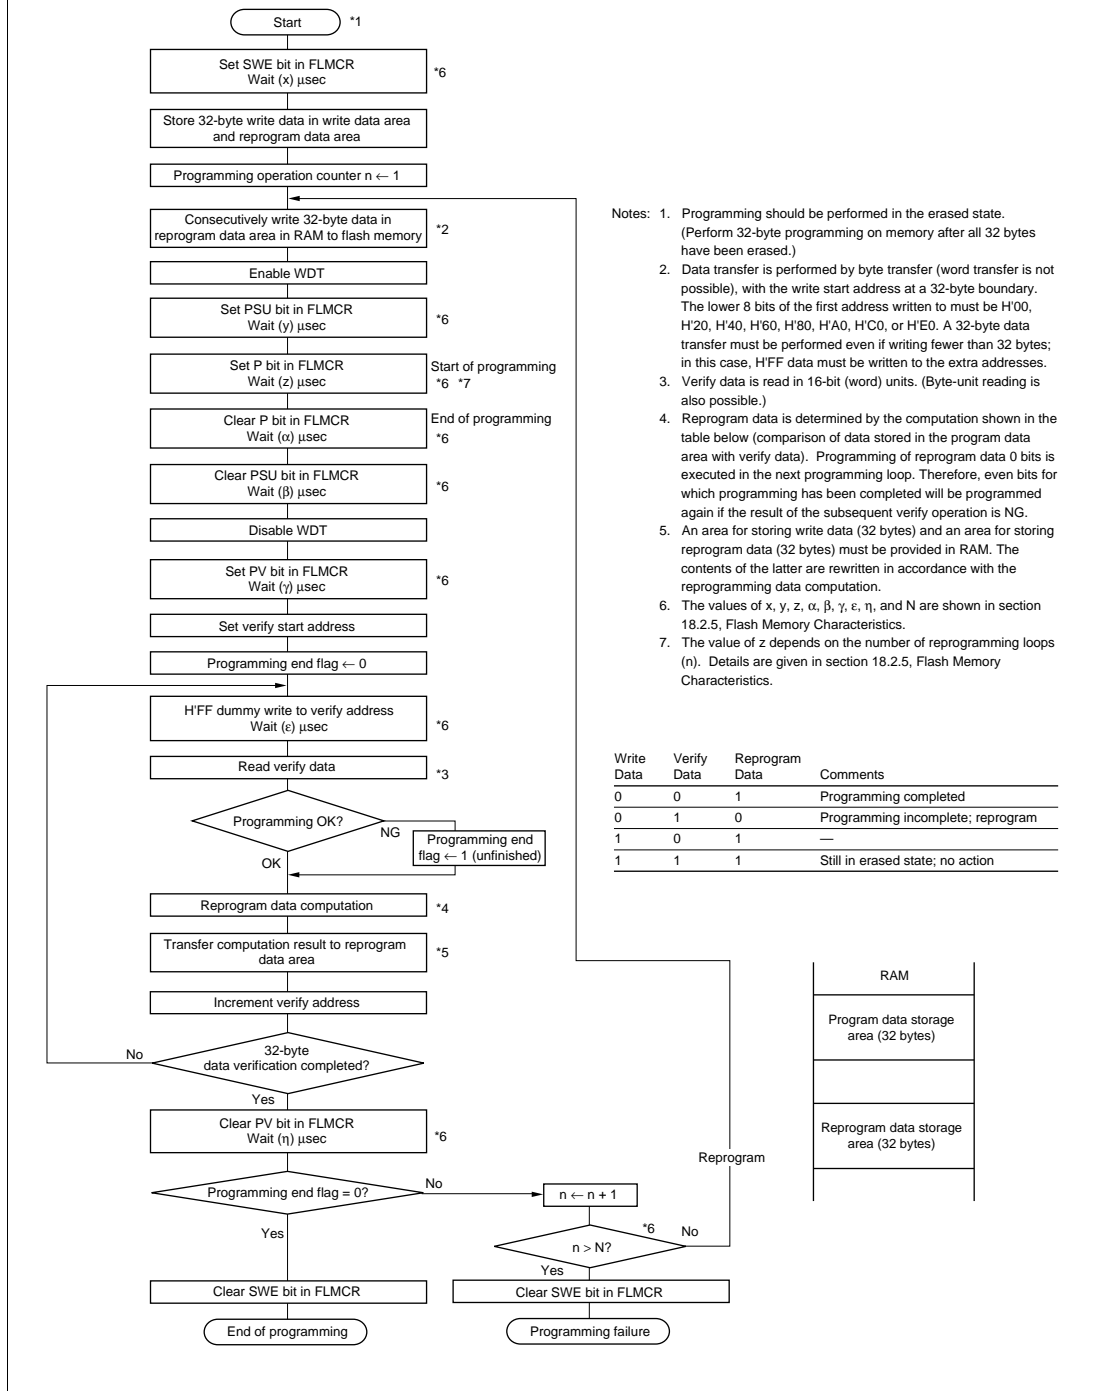 Start *1
Set SWE bit in FLMCR
Wait (x) μsec
*6
Store 32-byte write data in write data area
and reprogram data area
Programming operation counter n ← 1
Consecutively write 32-byte data in
reprogram data area in RAM to flash memory
*2
Enable WDT
Set PSU bit in FLMCR
Wait (y) μsec
*6
Set P bit in FLMCR
Wait (z) μsec
Start of programming
*6 *7
Clear P bit in FLMCR
Wait (α) μsec
End of programming
*6
Clear PSU bit in FLMCR
Wait (β) μsec
*6
Disable WDT
Set PV bit in FLMCR
Wait (γ) μsec
*6
Set verify start address
Programming end flag ← 0
H'FF dummy write to verify address
Wait (ε) μsec
*6
Read verify data
*3
Programming OK?
NG
Programming end
flag ← 1 (unfinished)
OK
Reprogram data computation
*4
Transfer computation result to reprogram
data area
*5
Increment verify address
32-byte
data verification completed?
No
Yes
Clear PV bit in FLMCR
Wait (η) μsec
*6
Programming end flag = 0?
No
Yes
n ← n + 1
*6
n > N?
No
Yes
Reprogram
Clear SWE bit in FLMCR
Clear SWE bit in FLMCR
End of programming
Programming failure
Notes: 1. Programming should be performed in the erased state.
(Perform 32-byte programming on memory after all 32 bytes
have been erased.)
2. Data transfer is performed by byte transfer (word transfer is not
possible), with the write start address at a 32-byte boundary.
The lower 8 bits of the first address written to must be H'00,
H'20, H'40, H'60, H'80, H'A0, H'C0, or H'E0. A 32-byte data
transfer must be performed even if writing fewer than 32 bytes;
in this case, H'FF data must be written to the extra addresses.
3. Verify data is read in 16-bit (word) units. (Byte-unit reading is
also possible.)
4. Reprogram data is determined by the computation shown in the
table below (comparison of data stored in the program data
area with verify data). Programming of reprogram data 0 bits is
executed in the next programming loop. Therefore, even bits for
which programming has been completed will be programmed
again if the result of the subsequent verify operation is NG.
5. An area for storing write data (32 bytes) and an area for storing
reprogram data (32 bytes) must be provided in RAM. The
contents of the latter are rewritten in accordance with the
reprogramming data computation.
6. The values of x, y, z, α, β, γ, ε, η, and N are shown in section
18.2.5, Flash Memory Characteristics.
7. The value of z depends on the number of reprogramming loops
(n). Details are given in section 18.2.5, Flash Memory
Characteristics.
Write Verify Reprogram
Data Data Data Comments
0 0 1 Programming completed
0 1 0 Programming incomplete; reprogram
1 0 1 —
1 1 1 Still in erased state; no action
RAM
Program data storage
area (32 bytes)
Reprogram data storage
area (32 bytes)